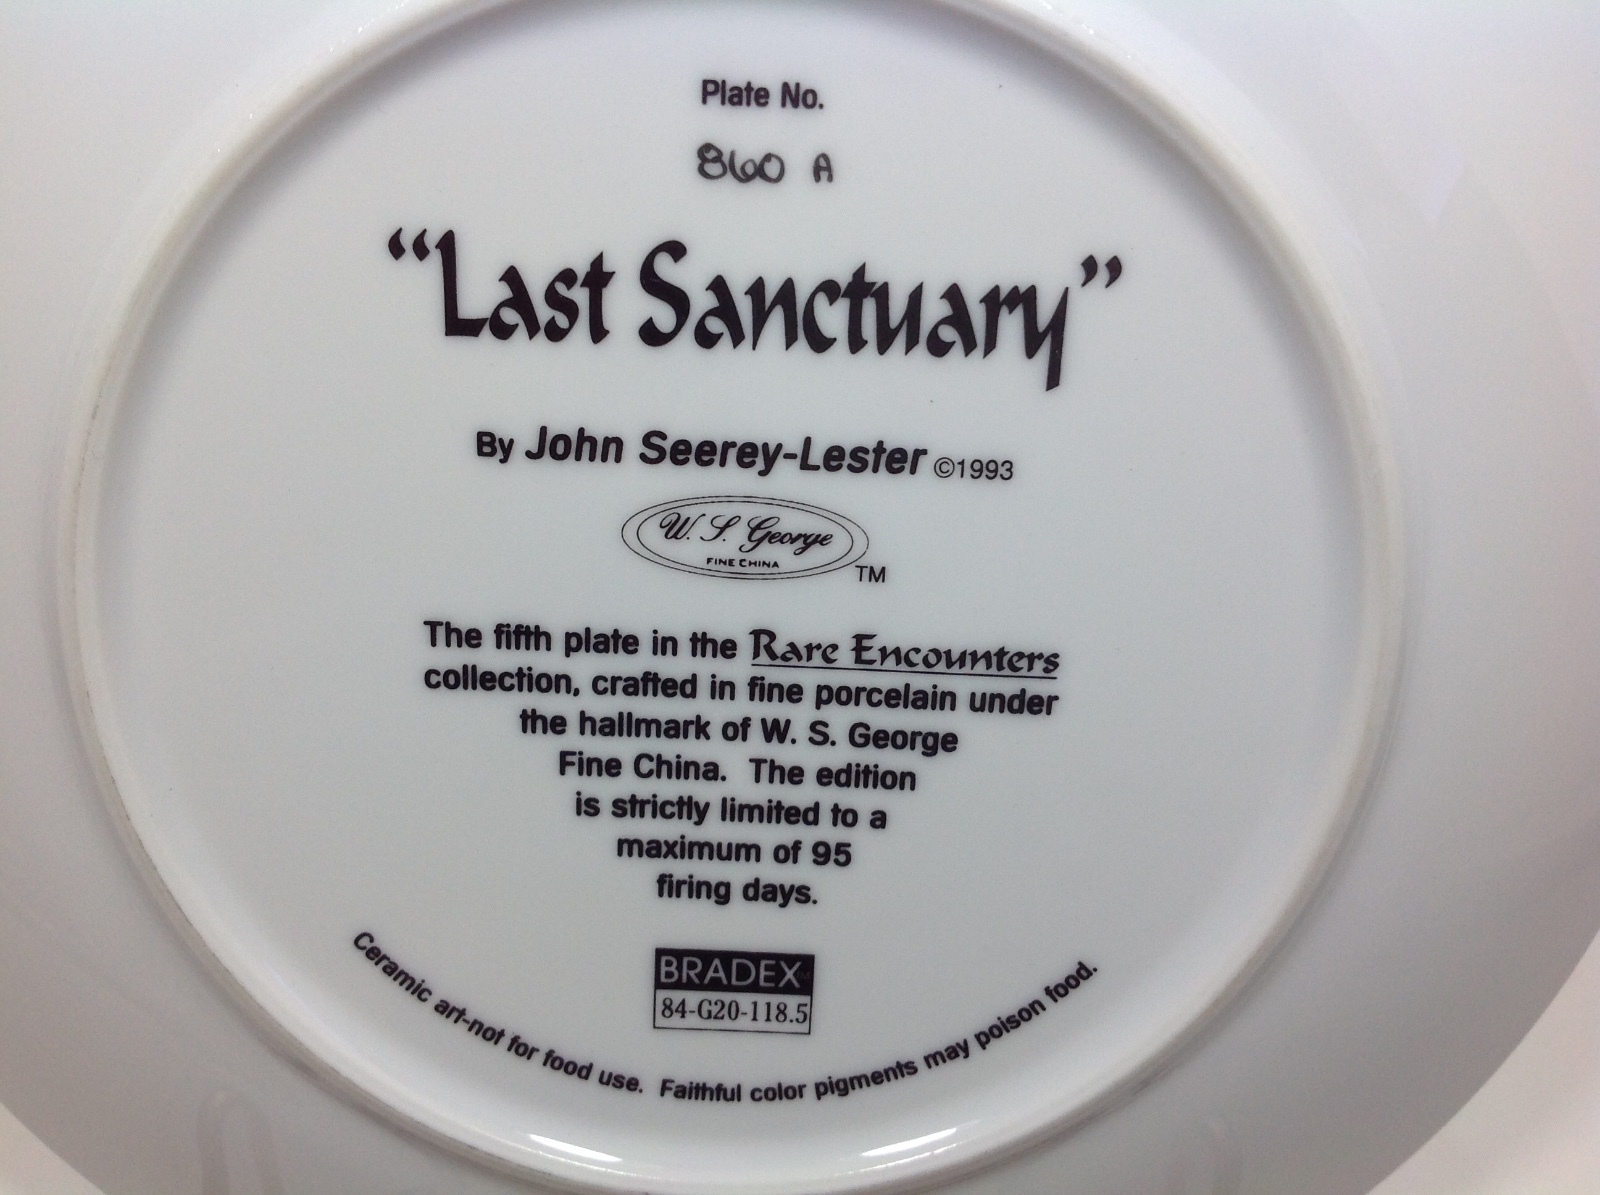 Plate No.
860 A
“Last Sanctuary”
By John Seerey-Lester ©1993
W. S. George
FINE CHINA
TM
The fifth plate in the Rare Encounters
collection, crafted in fine porcelain under
the hallmark of W. S. George
Fine China. The edition
is strictly limited to a
maximum of 95
firing days.
BRADEX™
84-G20-118.5
Ceramic art-not for food use. Faithful color pigments may poison food.